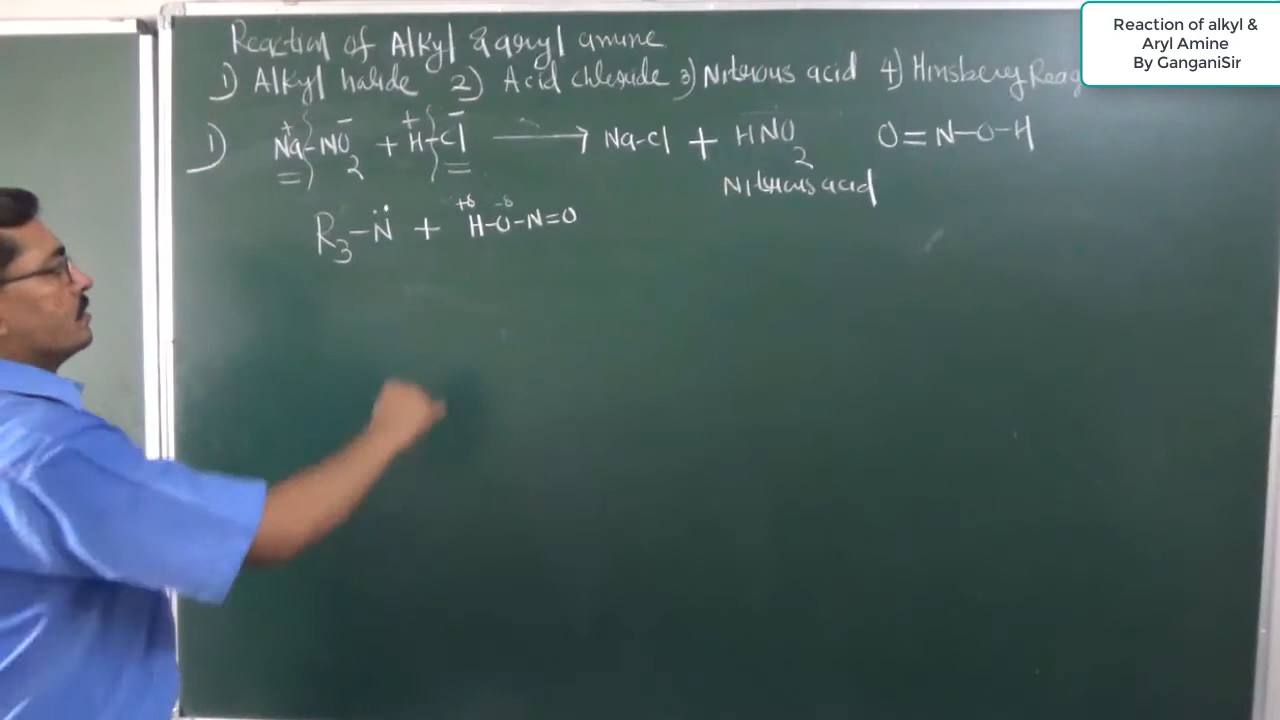 Reaction of Alkyl & aryl amine
1) Alkyl halide 2) Acid chloride 3) Nitrous acid 4) Hinsberg Reag
Reaction of alkyl &
Aryl Amine
By GanganiSir
1) Na⁺-NO₂⁻ + H⁺-Cl⁻ → Na-Cl + HNO₂ O=N-O-H
Nitrous acid
R₃-N̈ + H-O-N=O
+δ -δ